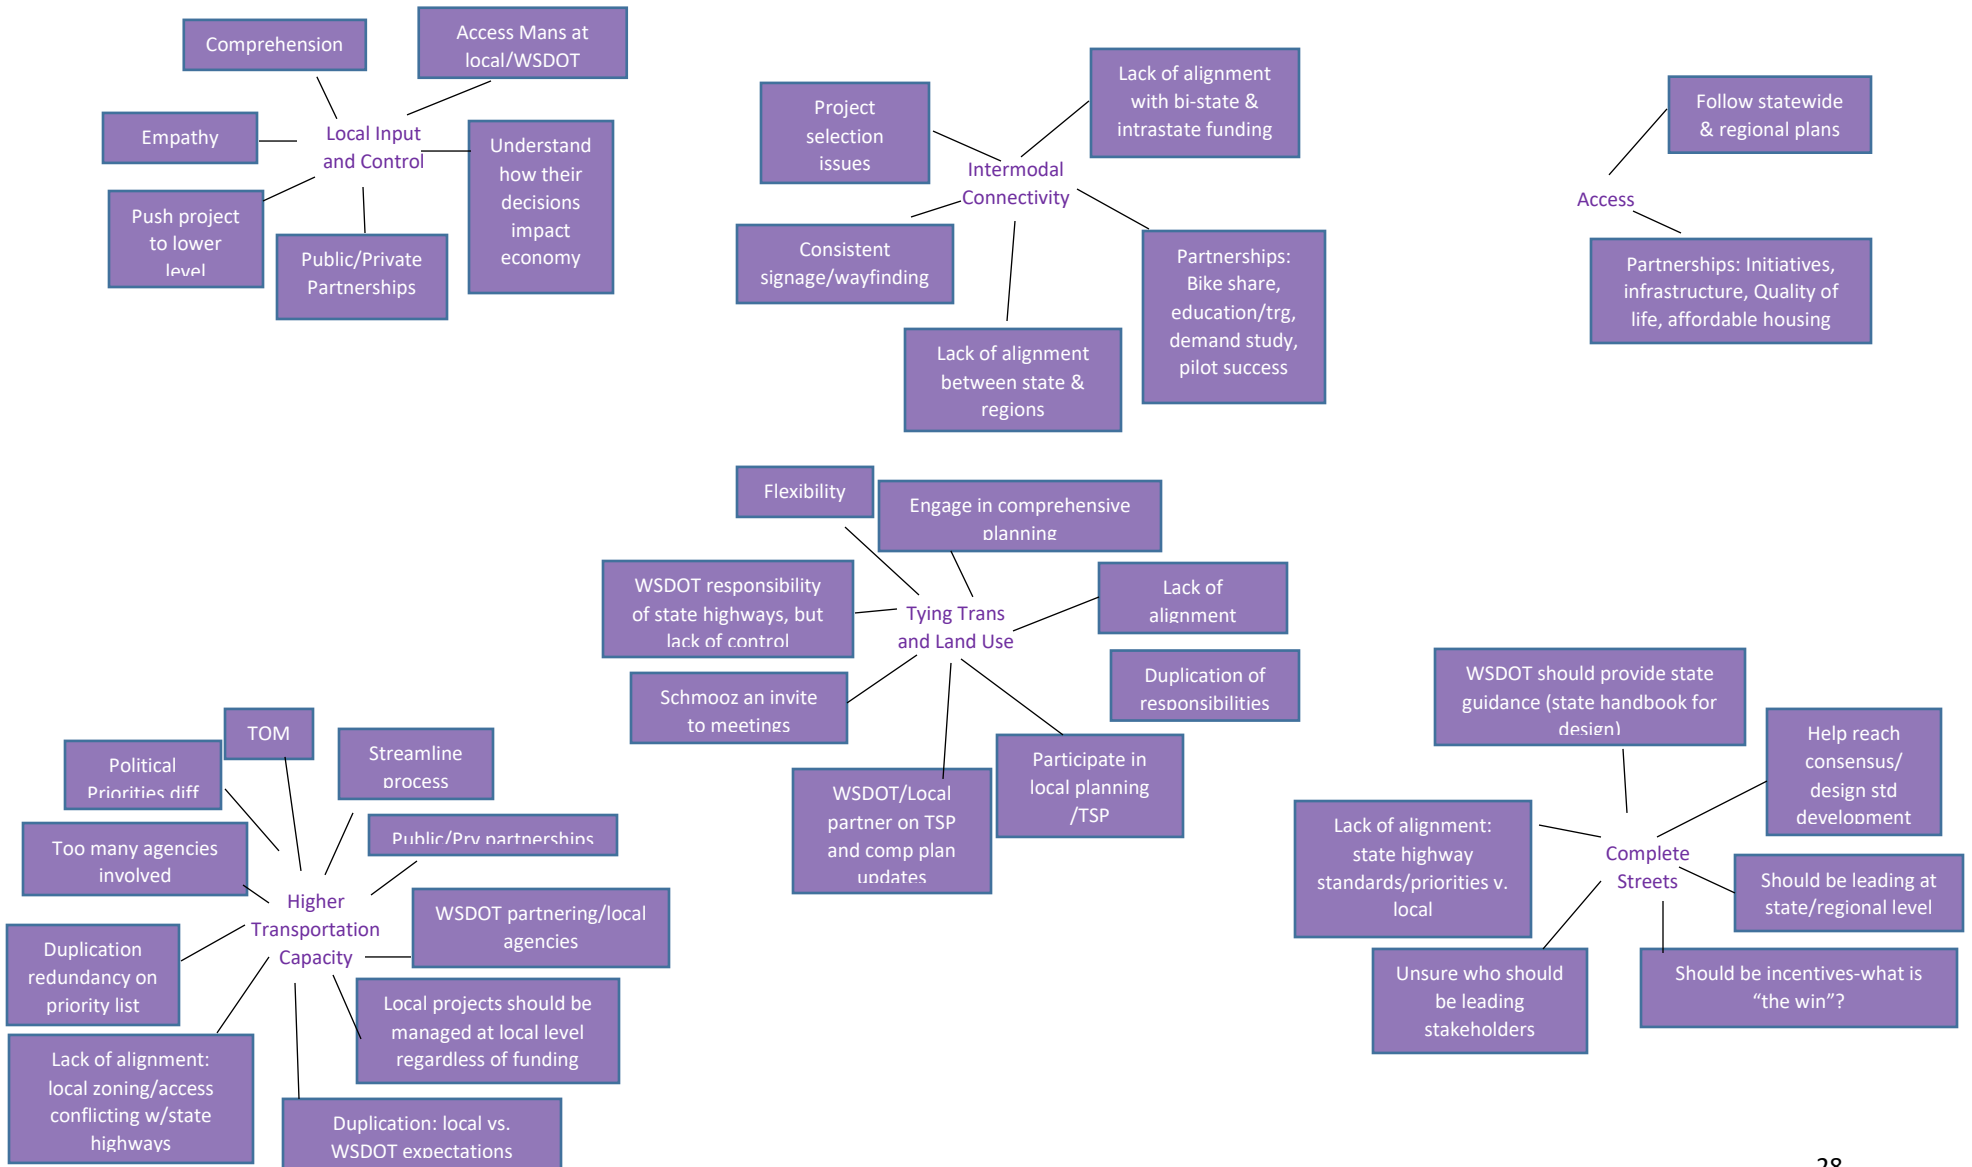 Comprehension
Access Mans at
local/WSDOT
Empathy
Local Input
and Control
Understand
how their
decisions
impact
economy
Push project
to lower
level
Public/Private
Partnerships
Project
selection
issues
Lack of alignment
with bi-state &
intrastate funding
Intermodal
Connectivity
Consistent
signage/wayfinding
Partnerships:
Bike share,
education/trg,
demand study,
pilot success
Lack of alignment
between state &
regions
Follow statewide
& regional plans
Access
Partnerships: Initiatives,
infrastructure, Quality of
life, affordable housing
Flexibility
Engage in comprehensive
planning
WSDOT responsibility
of state highways, but
lack of control
Tying Trans
and Land Use
Lack of
alignment
Duplication of
responsibilities
Schmooz an invite
to meetings
WSDOT/Local
partner on TSP
and comp plan
updates
Participate in
local planning
/TSP
TOM
Political
Priorities diff
Streamline
process
Too many agencies
involved
Public/Prv partnerships
Higher
Transportation
Capacity
WSDOT partnering/local
agencies
Duplication
redundancy on
priority list
Local projects should be
managed at local level
regardless of funding
Lack of alignment:
local zoning/access
conflicting w/state
highways
Duplication: local vs.
WSDOT expectations
WSDOT should provide state
guidance (state handbook for
design)
Help reach
consensus/
design std
development
Lack of alignment:
state highway
standards/priorities v.
local
Complete
Streets
Should be leading at
state/regional level
Unsure who should
be leading
stakeholders
Should be incentives-what is
“the win”?
28